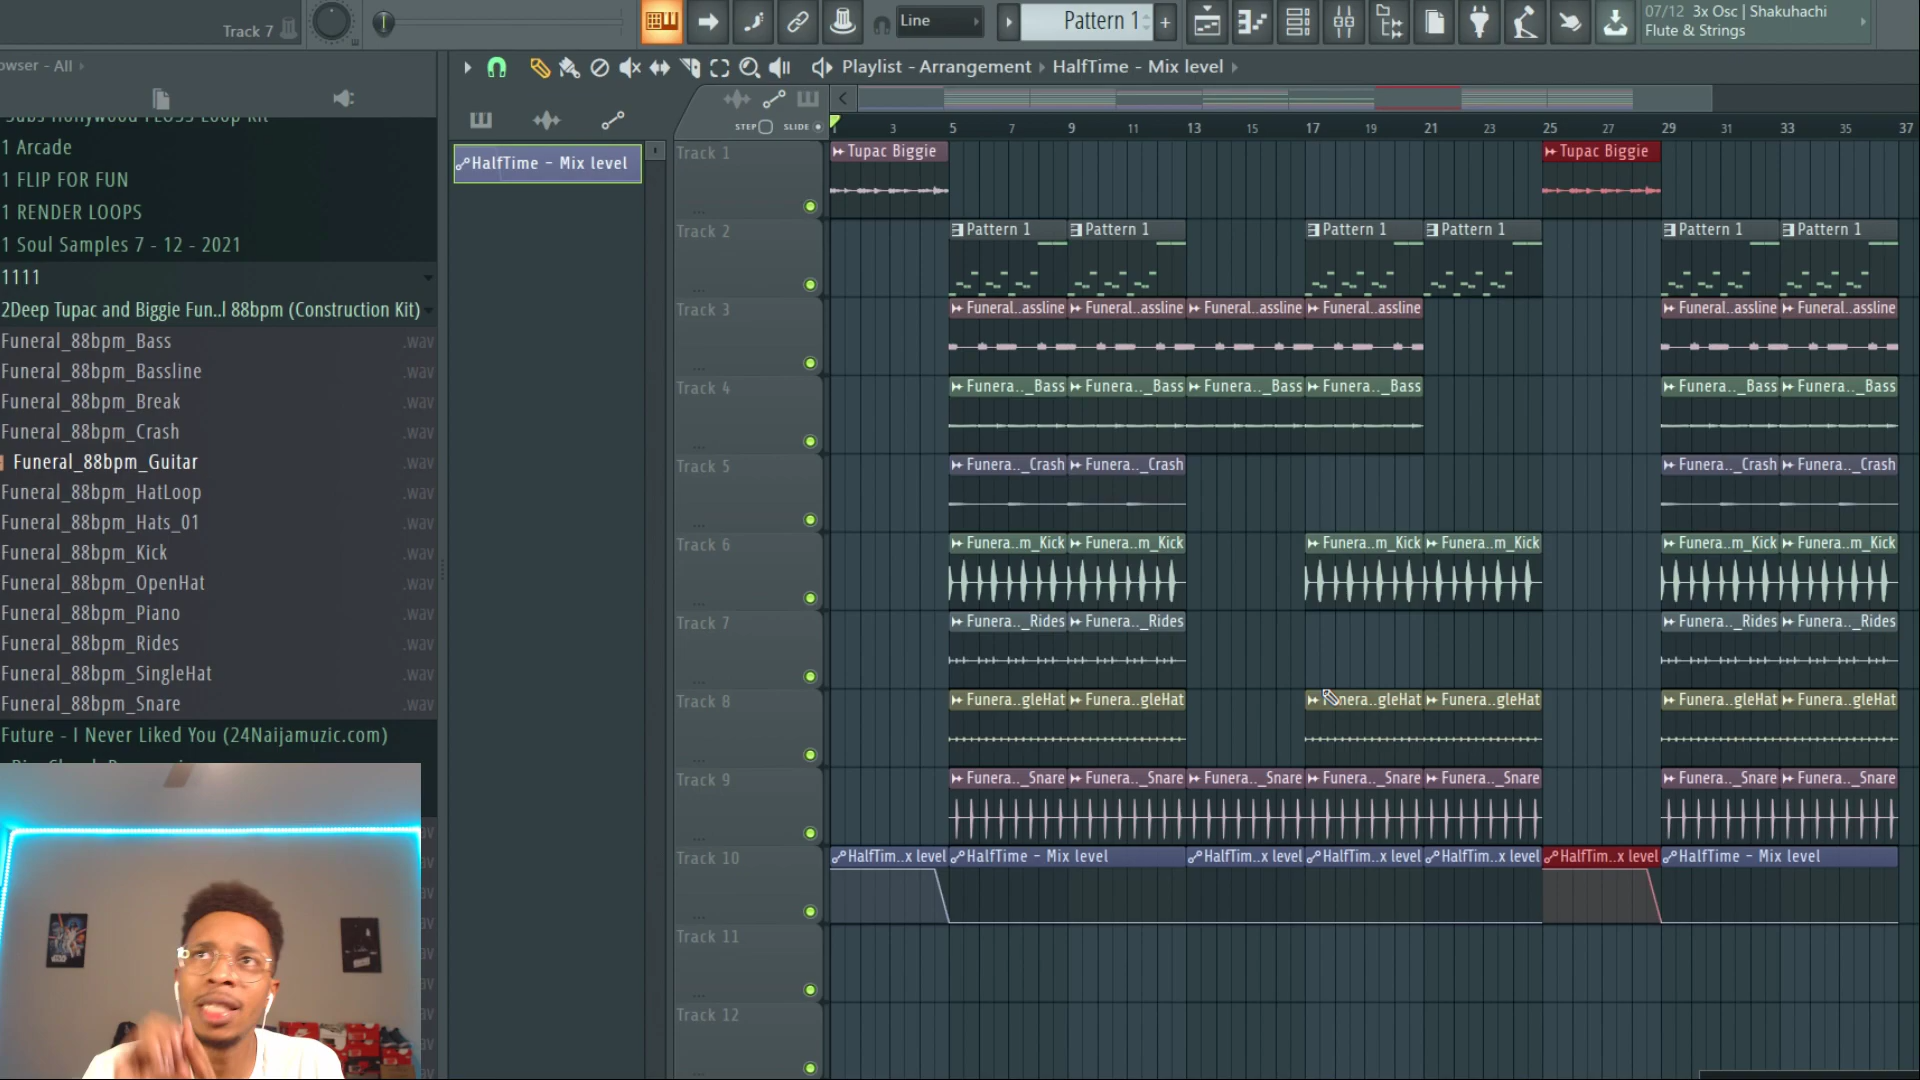 Track 7
Line
Pattern 1
07/12 3x Osc | Shakuhachi
Flute & Strings
owser - All
Playlist - Arrangement HalfTime - Mix level
STEP SLIDE
1 3 5 7 9 11 13 15 17 19 21 23 25 27 29 31 33 35 37
1 Arcade
1 FLIP FOR FUN
1 RENDER LOOPS
1 Soul Samples 7 - 12 - 2021
1111
2Deep Tupac and Biggie Fun..l 88bpm (Construction Kit)
Funeral_88bpm_Bass .wav
Funeral_88bpm_Bassline .wav
Funeral_88bpm_Break .wav
Funeral_88bpm_Crash .wav
Funeral_88bpm_Guitar .wav
Funeral_88bpm_HatLoop .wav
Funeral_88bpm_Hats_01 .wav
Funeral_88bpm_Kick .wav
Funeral_88bpm_OpenHat .wav
Funeral_88bpm_Piano .wav
Funeral_88bpm_Rides .wav
Funeral_88bpm_SingleHat .wav
Funeral_88bpm_Snare .wav
Future - I Never Liked You (24Naijamuzic.com)
HalfTime - Mix level
Track 1 Tupac Biggie Tupac Biggie
Track 2 Pattern 1 Pattern 1 Pattern 1 Pattern 1 Pattern 1 Pattern 1
Track 3 Funeral..assline Funeral..assline Funeral..assline Funeral..assline Funeral..assline Funeral..assline
Track 4 Funera.._Bass Funera.._Bass Funera.._Bass Funera.._Bass Funera.._Bass Funera.._Bass
Track 5 Funera.._Crash Funera.._Crash Funera.._Crash Funera.._Crash
Track 6 Funera..m_Kick Funera..m_Kick Funera..m_Kick Funera..m_Kick Funera..m_Kick Funera..m_Kick
Track 7 Funera.._Rides Funera.._Rides Funera.._Rides Funera.._Rides
Track 8 Funera..gleHat Funera..gleHat nera..gleHat Funera..gleHat Funera..gleHat Funera..gleHat
Track 9 Funera.._Snare Funera.._Snare Funera.._Snare Funera.._Snare Funera.._Snare Funera.._Snare Funera.._Snare
Track 10 HalfTim..x level HalfTime - Mix level HalfTim..x level HalfTim..x level HalfTim..x level HalfTim..x level HalfTime - Mix level
Track 11
Track 12